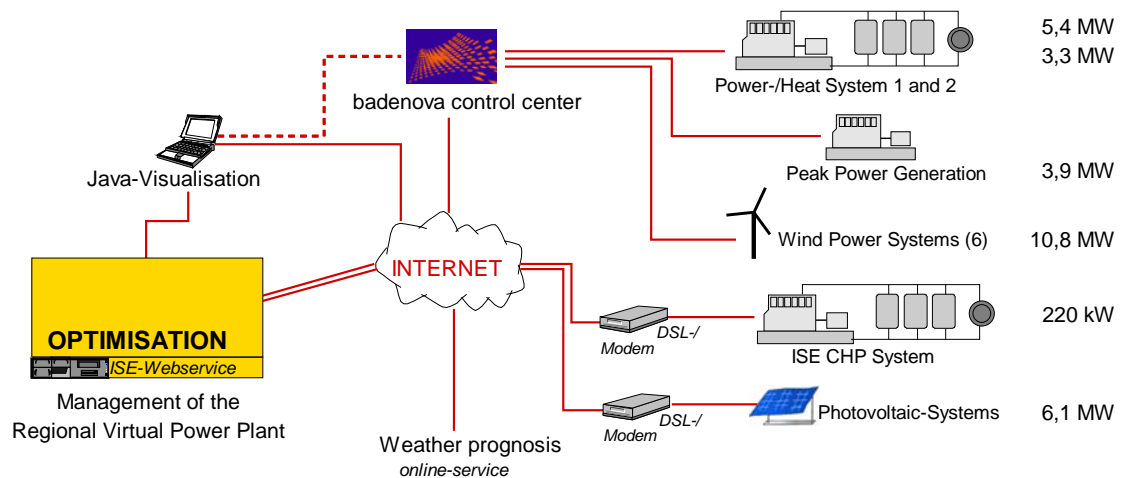 5,4 MW
3,3 MW
Power-/Heat System 1 and 2
badenova control center
Java-Visualisation
Peak Power Generation
3,9 MW
Wind Power Systems (6)
10,8 MW
INTERNET
DSL-/
Modem
ISE CHP System
220 kW
OPTIMISATION
ISE-Webservice
Management of the
Regional Virtual Power Plant
DSL-/
Modem
Photovoltaic-Systems
6,1 MW
Weather prognosis
online-service